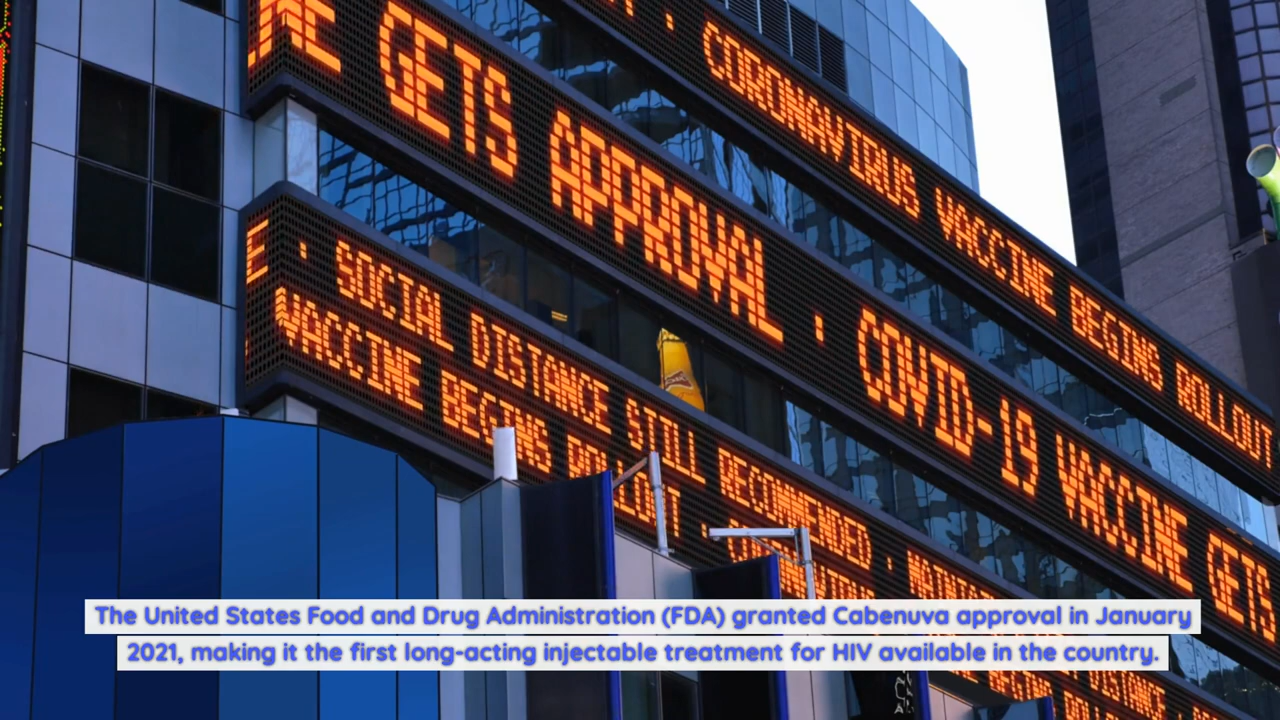 · CORONAVIRUS VACCINE BEGINS ROLLOUT
NE GETS APPROVAL · COVID-19 VACCINE GETS
E · SOCIAL DISTANCE STILL RECOMMENDED ·
VACCINE BEGINS ROLLOUT ·
The United States Food and Drug Administration (FDA) granted Cabenuva approval in January
2021, making it the first long-acting injectable treatment for HIV available in the country.
DISTANCE